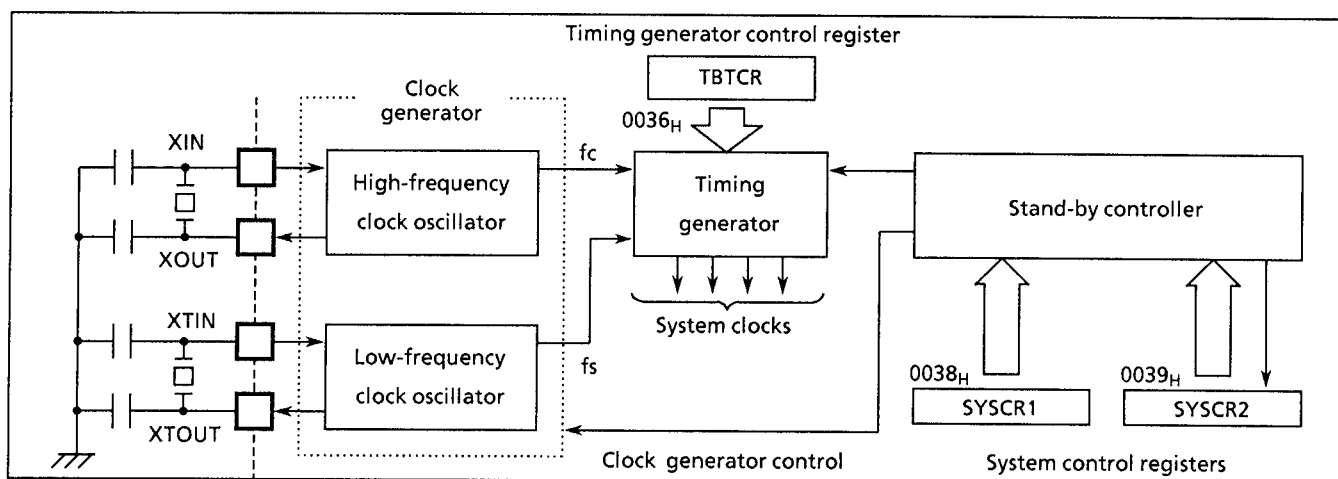 Timing generator control register
TBTCR
Clock
generator
0036H
XIN
fc
High-frequency
clock oscillator
Timing
generator
Stand-by controller
XOUT
System clocks
XTIN
Low-frequency
clock oscillator
fs
0038H
0039H
SYSCR1
SYSCR2
XTOUT
Clock generator control
System control registers